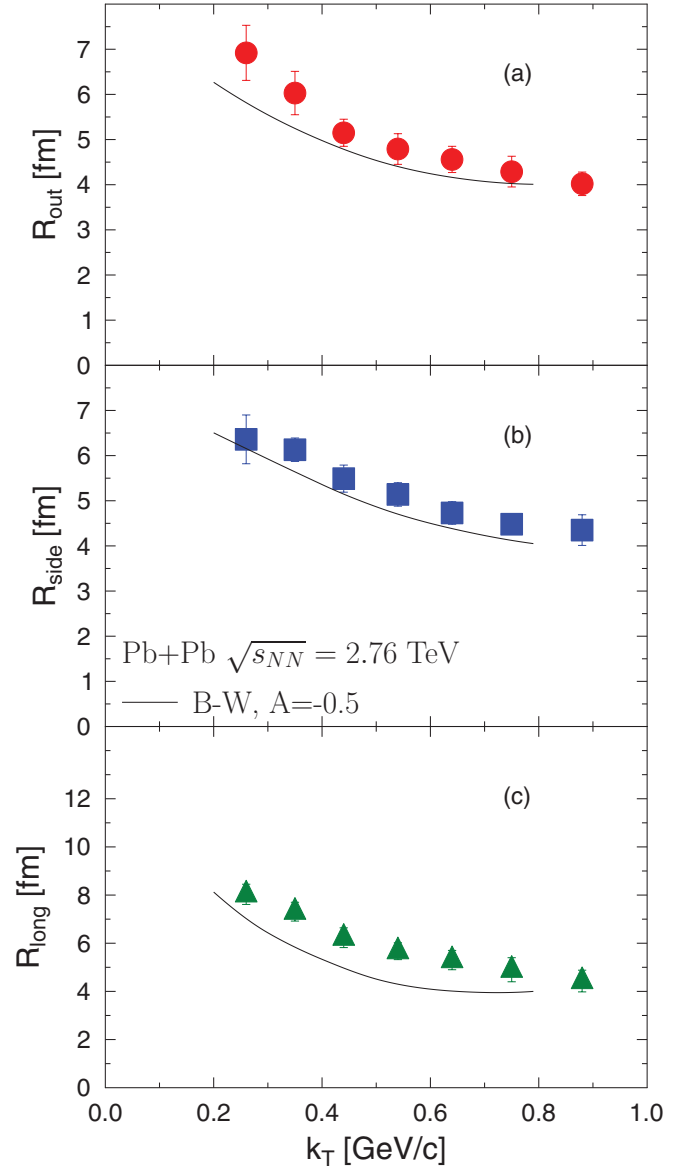 7
6
5
4
3
2
1
0
R_out [fm]
(a)
7
6
5
4
3
2
1
0
R_side [fm]
(b)
Pb+Pb √s_NN = 2.76 TeV
B-W, A=-0.5
12
10
8
6
4
2
0
R_long [fm]
(c)
0.0 0.2 0.4 0.6 0.8 1.0
k_T [GeV/c]